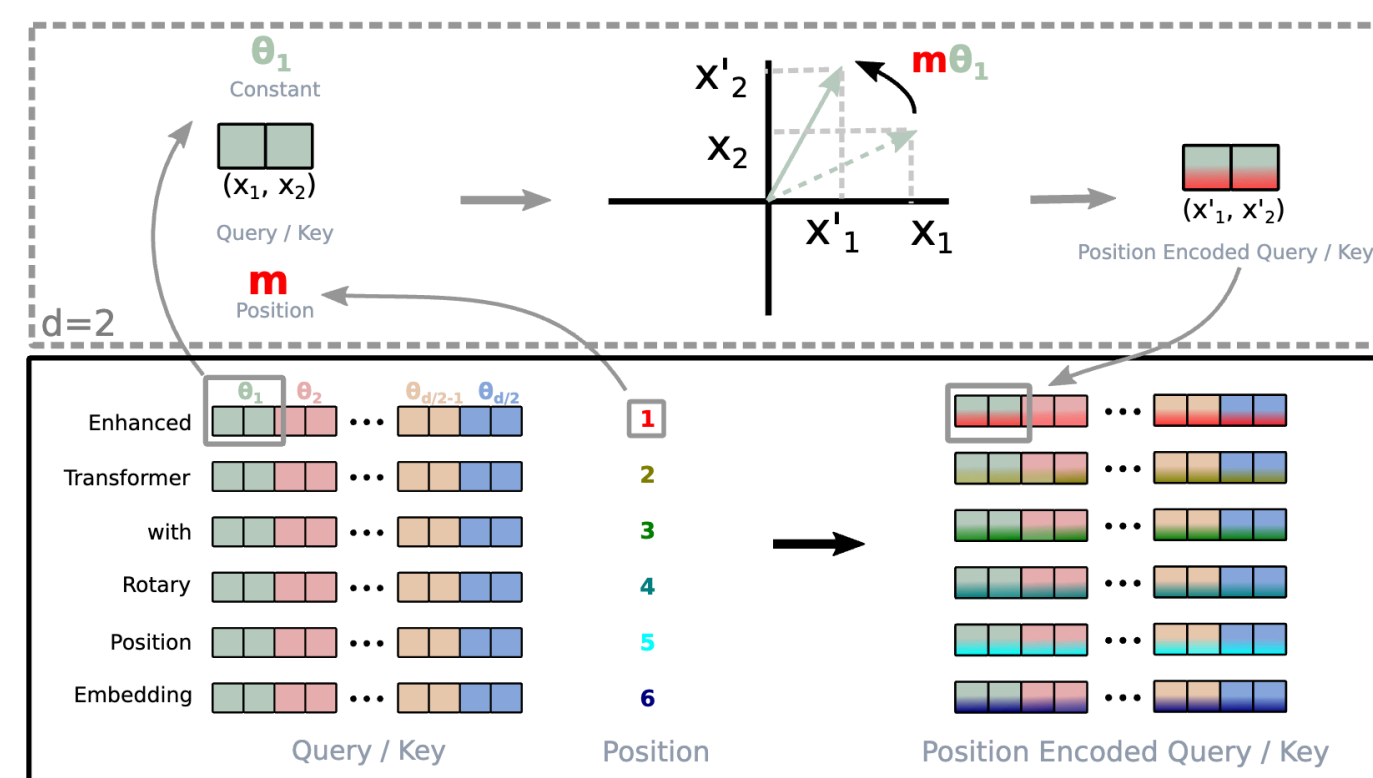 θ₁
Constant
(x₁, x₂)
Query / Key
m
Position
d=2
x'₂
x₂
x'₁
x₁
mθ₁
(x'₁, x'₂)
Position Encoded Query / Key
θ₁ θ₂ θd/2-1 θd/2
Enhanced ••• 1 •••
Transformer ••• 2 •••
with ••• 3 •••
Rotary ••• 4 •••
Position ••• 5 •••
Embedding ••• 6 •••
Query / Key Position Position Encoded Query / Key